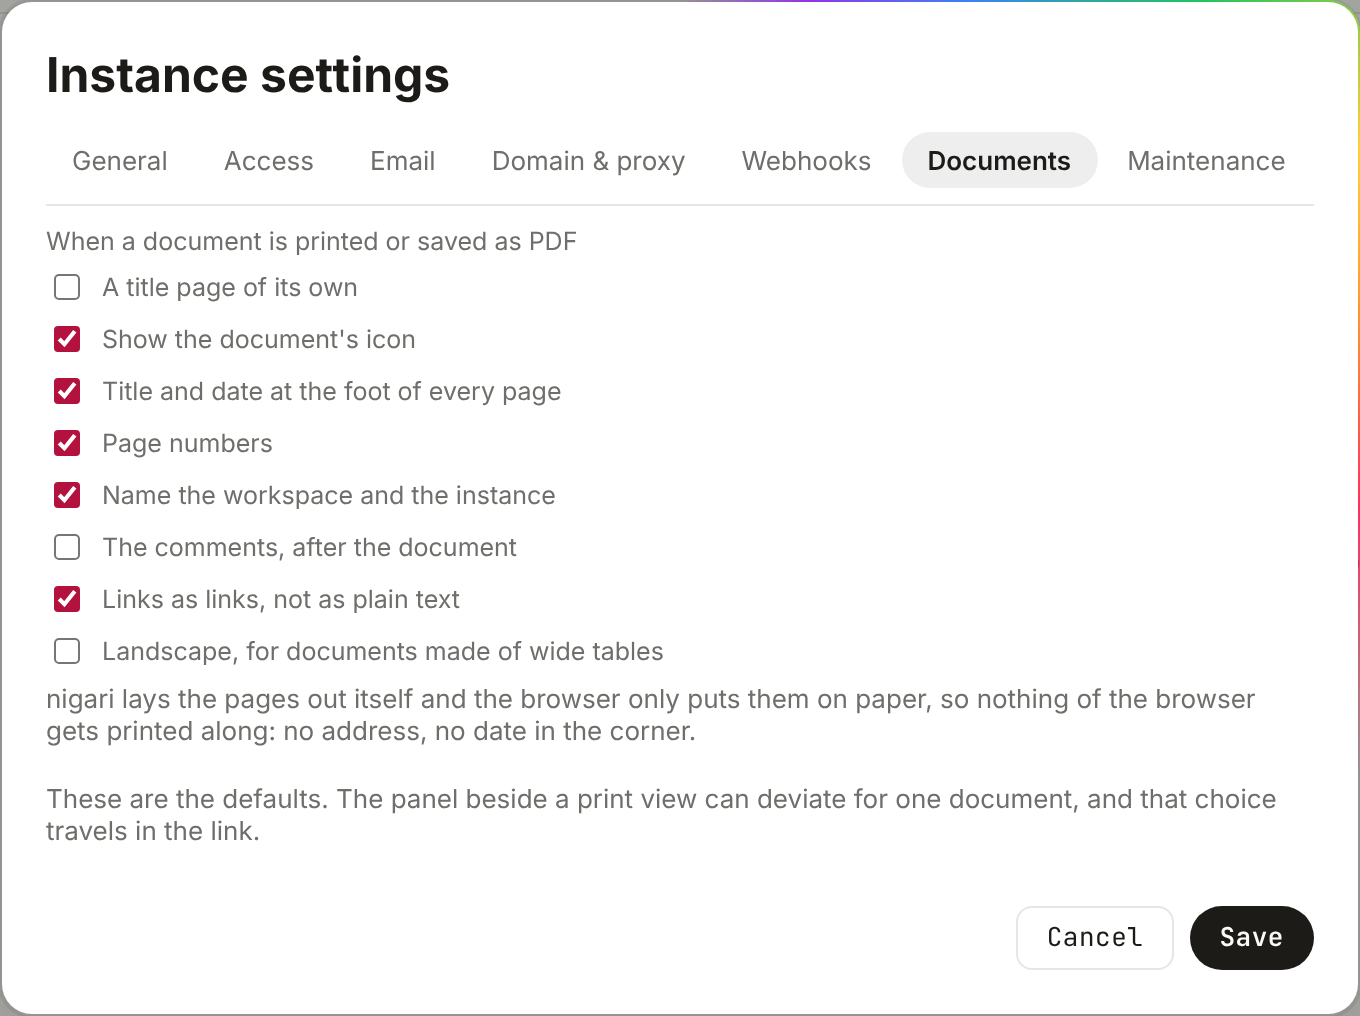 Instance settings
General Access Email Domain & proxy Webhooks Documents Maintenance
When a document is printed or saved as PDF
A title page of its own
Show the document's icon
Title and date at the foot of every page
Page numbers
Name the workspace and the instance
The comments, after the document
Links as links, not as plain text
Landscape, for documents made of wide tables
nigari lays the pages out itself and the browser only puts them on paper, so nothing of the browser
gets printed along: no address, no date in the corner.
These are the defaults. The panel beside a print view can deviate for one document, and that choice
travels in the link.
Cancel Save